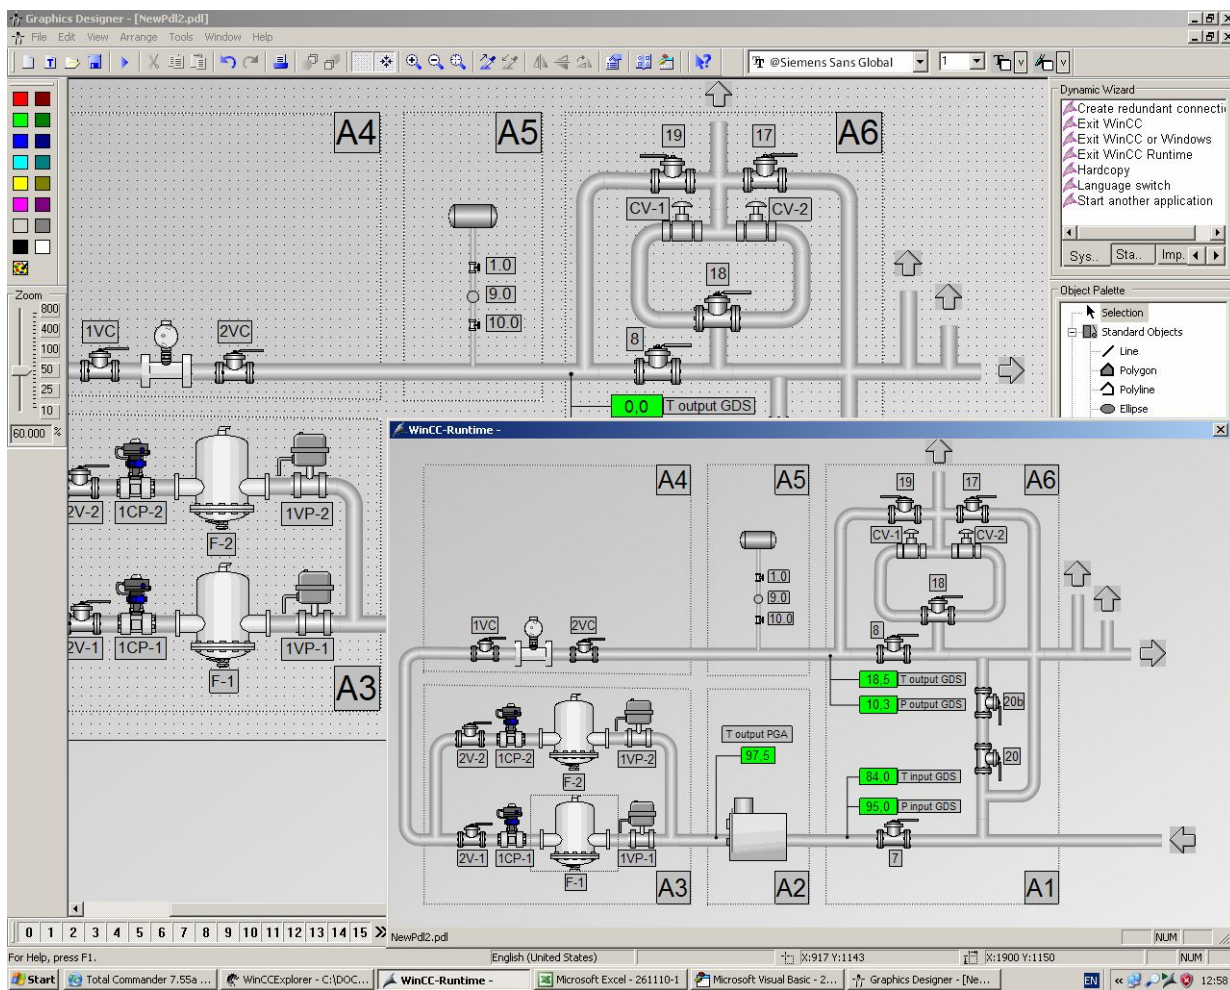 Graphics Designer - [NewPdl2.pdl]
File Edit View Arrange Tools Window Help
@Siemens Sans Global 1
Dynamic Wizard
Create redundant connecti
Exit WinCC
Exit WinCC or Windows
Exit WinCC Runtime
Hardcopy
Language switch
Start another application
Sys.. Sta.. Imp.
Object Palette
Selection
Standard Objects
Line
Polygon
Polyline
Ellipse
Zoom
800
400
100
50
25
10
60.000 %
A4 A5 A6
19 17
CV-1 CV-2
18
1.0
9.0
10.0
8
1VC 2VC
0,0 T output GDS
2V-2 1CP-2 F-2 1VP-2
2V-1 1CP-1 F-1 1VP-1
A3
WinCC-Runtime -
A4 A5 A6
19 17
CV-1 CV-2
1.0
9.0
10.0
18
1VC 2VC 8
18,5 T output GDS
10,3 P output GDS
20b
T output PGA
97,5
20
2V-2 1CP-2 F-2 1VP-2
84,0 T input GDS
95,0 P input GDS
2V-1 1CP-1 F-1 1VP-1
7
A3 A2 A1
NewPdl2.pdl NUM
0 1 2 3 4 5 6 7 8 9 10 11 12 13 14 15
For Help, press F1. English (United States) X:917 Y:1143 X:1900 Y:1150 NUM
Start Total Commander 7.55a ... WinCCExplorer - C:\DOC... WinCC-Runtime - Microsoft Excel - 261110-1 Microsoft Visual Basic - 2... Graphics Designer - [Ne... EN 12:58